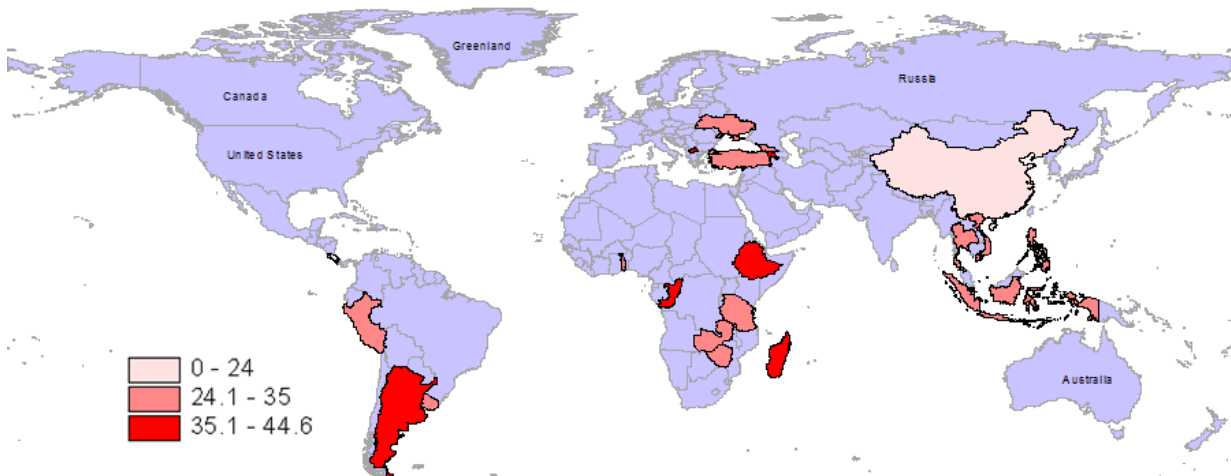 Greenland
Russia
Canada
United States
0 - 24
24.1 - 35
35.1 - 44.6
Australia